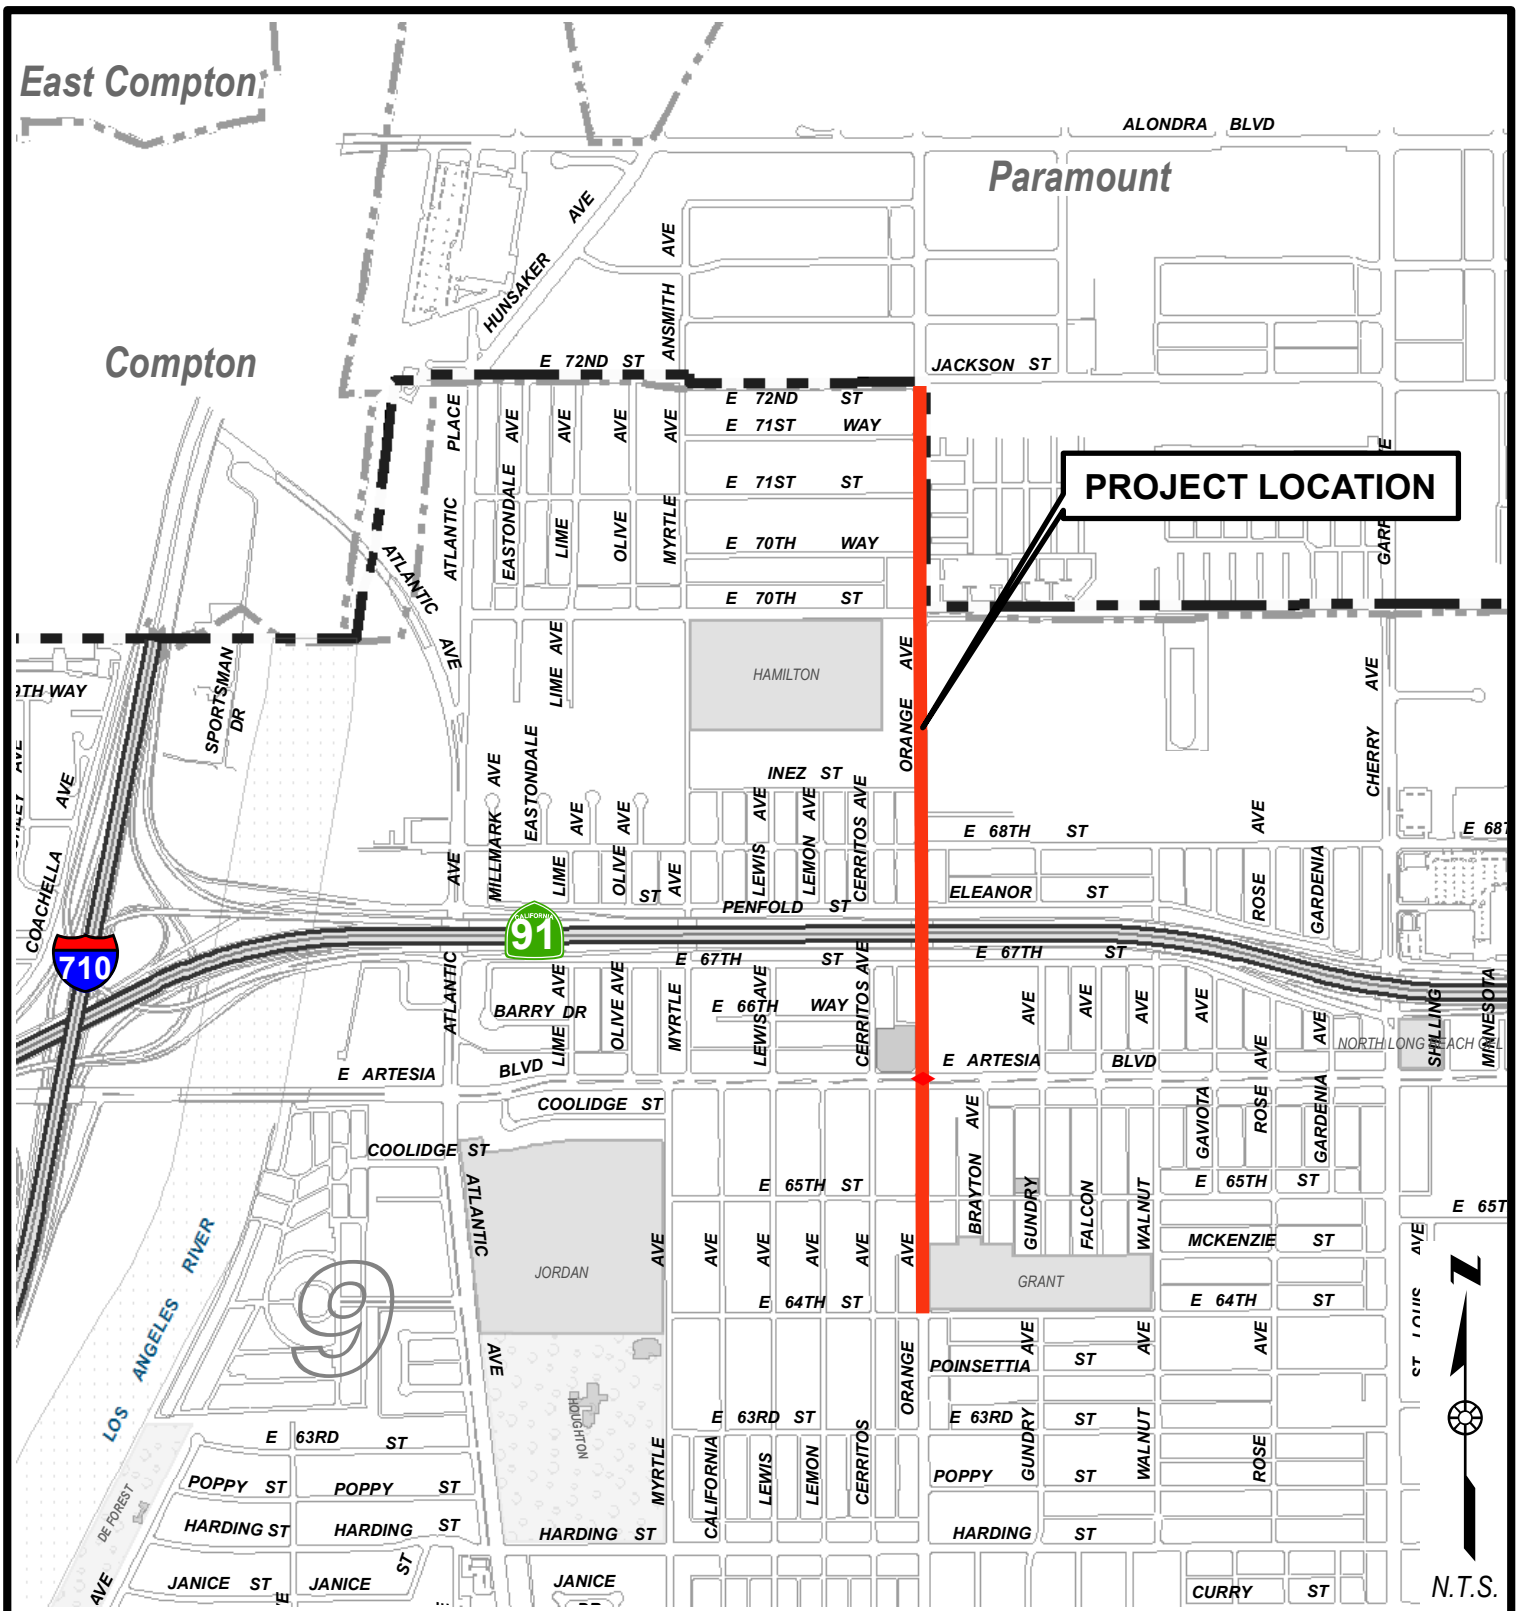 East Compton
ALONDRA BLVD
Paramount
HUNSAKER AVE
ANSMITH AVE
Compton
E 72ND ST
JACKSON ST
E 72ND ST
E 71ST WAY
ATLANTIC PLACE
EASTONDALE AVE
LIME AVE
OLIVE AVE
MYRTLE AVE
E 71ST ST
PROJECT LOCATION
E 70TH WAY
E 70TH ST
ATLANTIC AVE
SPORTSMAN DR
LIME AVE
HAMILTON
ORANGE AVE
CHERRY AVE
INEZ ST
COACHELLA AVE
MILLMARK AVE
EASTONDALE
LIME AVE
OLIVE AVE
LEWIS AVE
LEMON AVE
CERRITOS AVE
E 68TH ST
ROSE AVE
GARDENIA
AVE
ST
AVE
PENFOLD ST
ELEANOR ST
CALIFORNIA
91
710
E 67TH ST
E 67TH ST
ATLANTIC
BARRY DR
LIME AVE
OLIVE AVE
MYRTLE
LEWIS AVE
E 66TH WAY
CERRITOS AVE
AVE
AVE
AVE
AVE
ROSE AVE
AVE
NORTH LONG BEACH
SHILLING
MINNESOTA
E ARTESIA BLVD
E ARTESIA BLVD
COOLIDGE ST
COOLIDGE ST
ATLANTIC AVE
JORDAN
E 65TH ST
BRAYTON AVE
GUNDRY
FALCON
WALNUT
GAVIOTA
ROSE
GARDENIA
E 65TH ST
MCKENZIE ST
AVE
AVE
AVE
AVE
AVE
AVE
GRANT
E 64TH ST
E 64TH ST
LOS ANGELES RIVER
9
ORANGE
AVE
AVE
AVE
POINSETTIA ST
ST LOUIS AVE
Z
HOUGHTON
E 63RD ST
E 63RD ST
E 63RD ST
MYRTLE
CALIFORNIA
LEWIS
LEMON
CERRITOS
GUNDRY
WALNUT
ROSE
POPPY ST
POPPY ST
POPPY ST
DE FOREST
AVE
HARDING ST
HARDING ST
HARDING ST
HARDING ST
JANICE ST
JANICE ST
JANICE
CURRY ST
N.T.S.